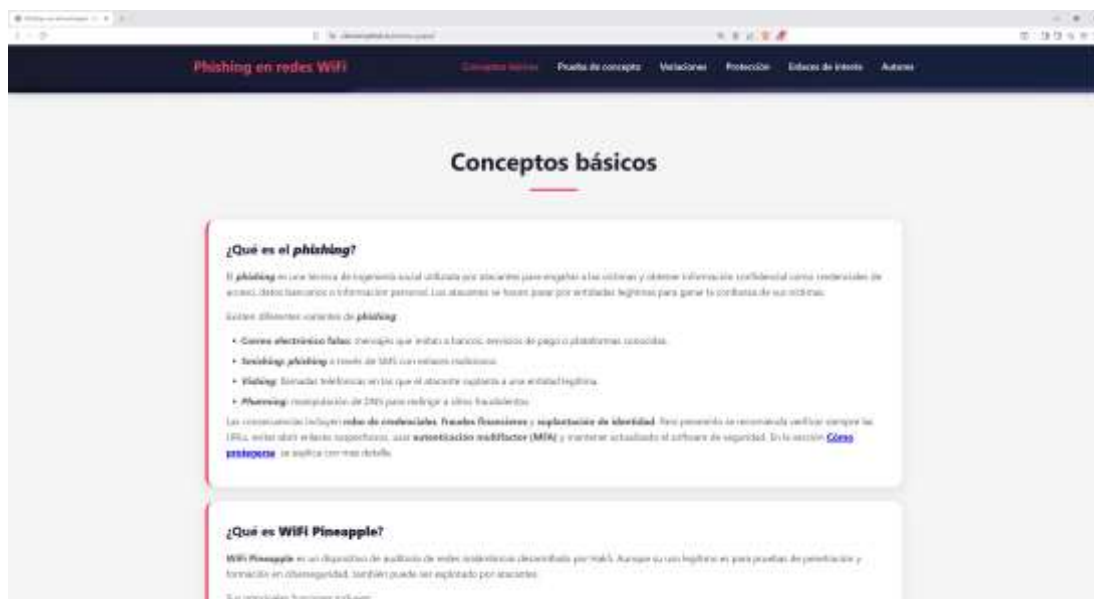 Phishing en redes WiFi
Conceptos básicos Prueba de concepto Variaciones Protección Enlaces de interés Autores
Conceptos básicos
¿Qué es el phishing?
El phishing es una técnica de ingeniería social utilizada por atacantes para engañar a las víctimas y obtener información confidencial como credenciales de
acceso, datos bancarios o información personal. Los atacantes se hacen pasar por entidades legítimas para ganar la confianza de sus víctimas.
Existen diferentes variantes de phishing
• Correo electrónico falso: mensajes que imitan a bancos, servicios de pago o plataformas conocidas.
• Smishing: phishing a través de SMS con enlaces maliciosos.
• Vishing: llamadas telefónicas en las que el atacante suplanta a una entidad legítima.
• Pharming: manipulación de DNS para redirigir a sitios fraudulentos.
Las consecuencias incluyen robo de credenciales, fraudes financieros y suplantación de identidad. Para prevenirlo se recomienda verificar siempre las
URLs, evitar abrir enlaces sospechosos, usar autenticación multifactor (MFA) y mantener actualizado el software de seguridad. En la sección Cómo
protegerse se explica con más detalle.
¿Qué es WiFi Pineapple?
WiFi Pineapple es un dispositivo de auditoría de redes inalámbricas desarrollado por Hak5. Aunque su uso legítimo es para pruebas de penetración y
formación en ciberseguridad, también puede ser explotado por atacantes.
Sus principales funciones incluyen: